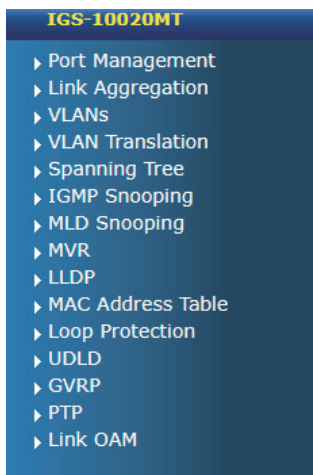 IGS-10020MT
Port Management
Link Aggregation
VLANs
VLAN Translation
Spanning Tree
IGMP Snooping
MLD Snooping
MVR
LLDP
MAC Address Table
Loop Protection
UDLD
GVRP
PTP
Link OAM